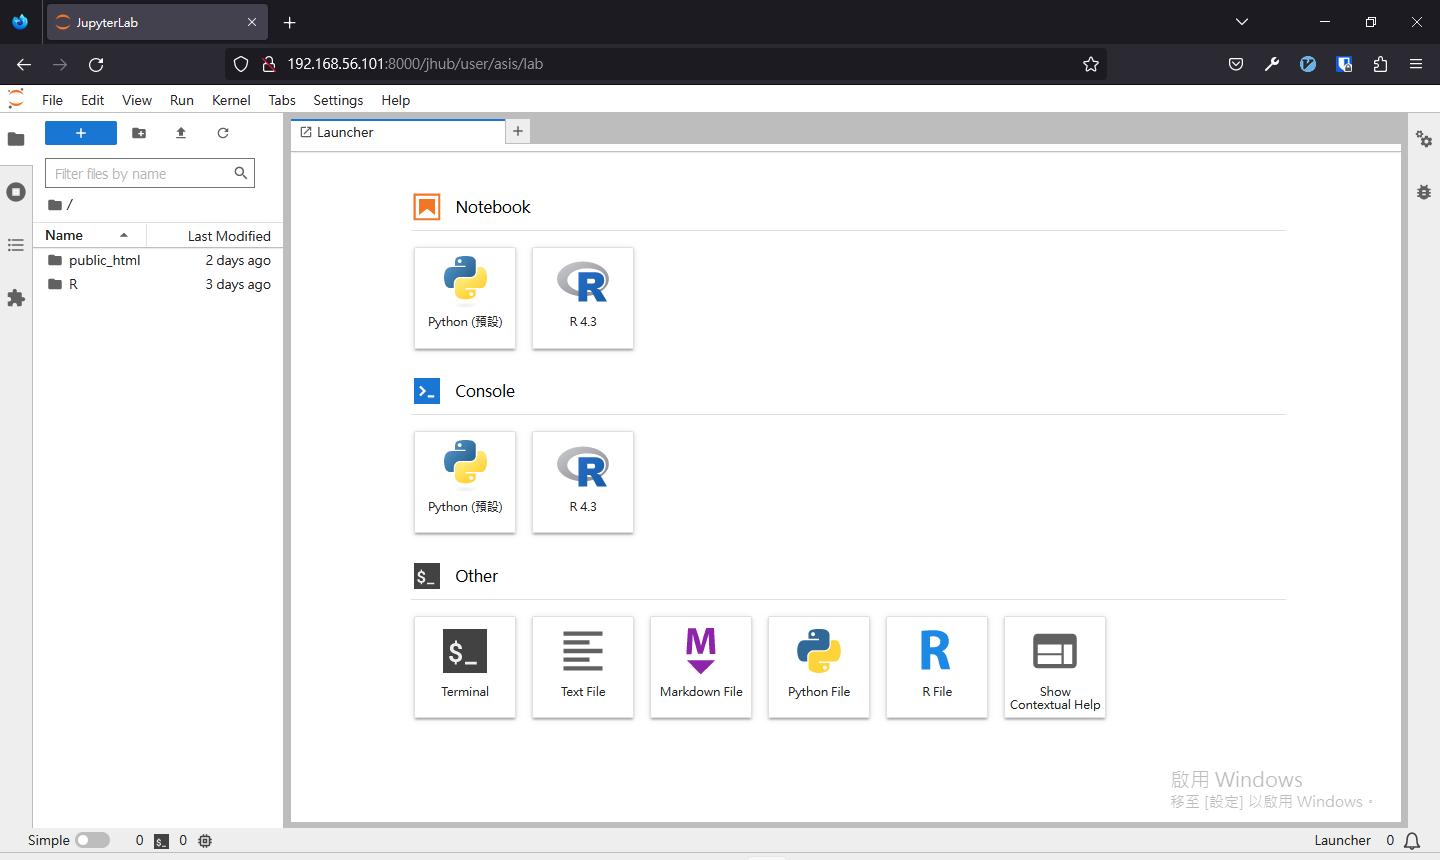 JupyterLab
192.168.56.101:8000/jhub/user/asis/lab
File Edit View Run Kernel Tabs Settings Help
Launcher
Filter files by name
/
Name Last Modified
public_html 2 days ago
R 3 days ago
Notebook
Python (預設) R 4.3
Console
Python (預設) R 4.3
$_ Other
$_
Terminal Text File Markdown File Python File R File Show
Contextual Help
啟用 Windows
移至 [設定] 以啟用 Windows。
Simple 0 $_ 0 Launcher 0